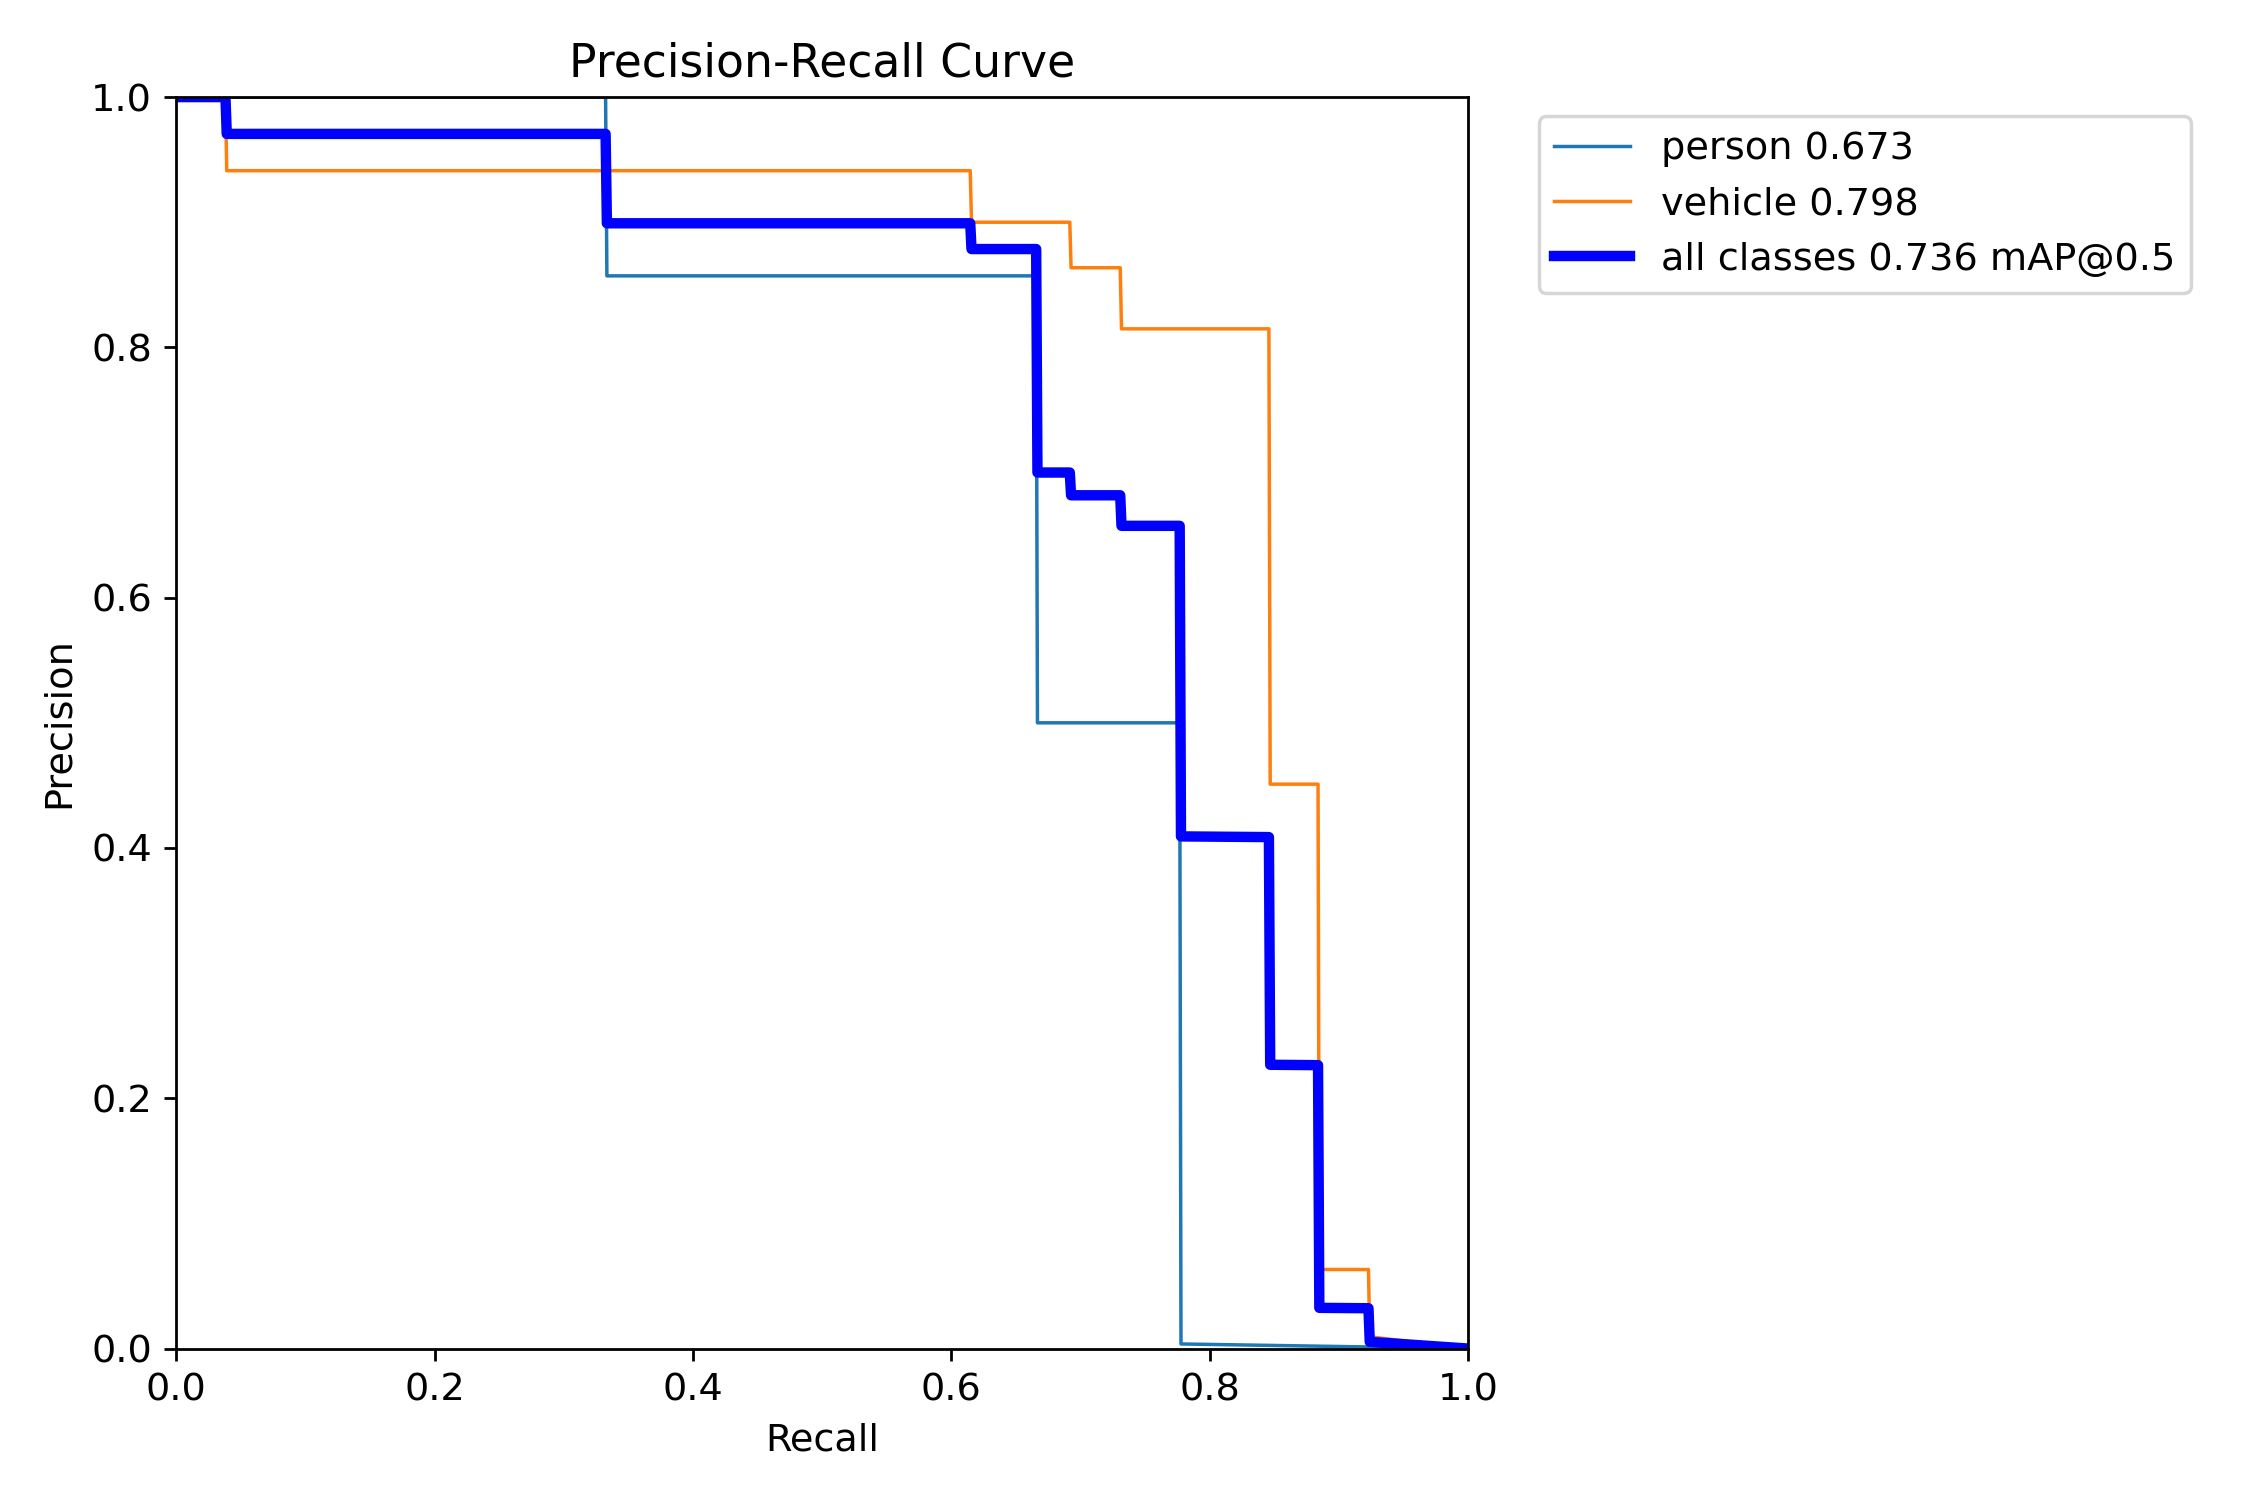 Precision-Recall Curve
person 0.673
vehicle 0.798
all classes 0.736 mAP@0.5
1.0
0.8
0.6
0.4
0.2
0.0
Precision
0.0 0.2 0.4 0.6 0.8 1.0
Recall